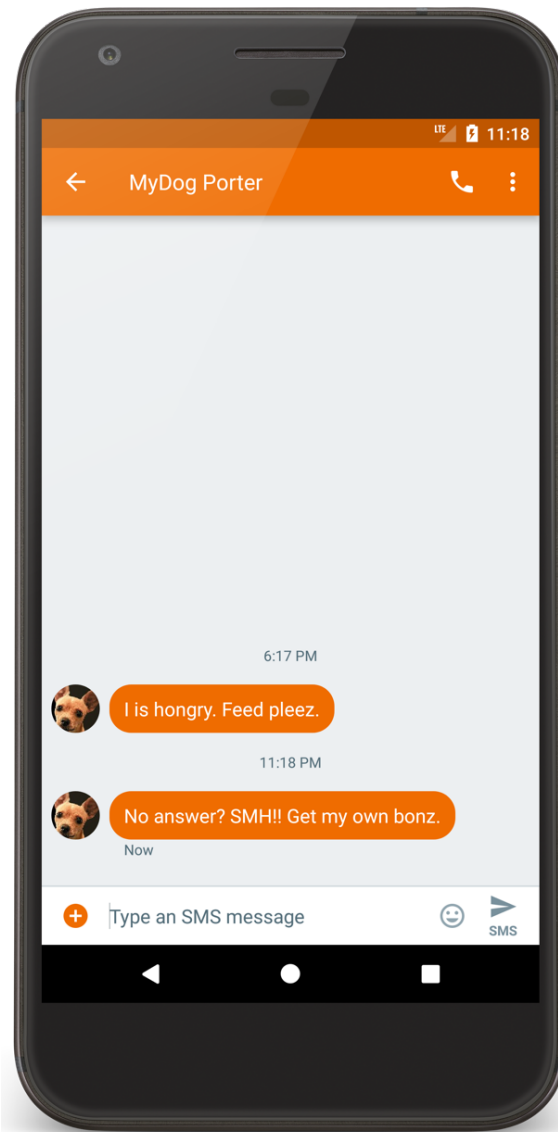 LTE 11:18
MyDog Porter
6:17 PM
I is hongry. Feed pleez.
11:18 PM
No answer? SMH!! Get my own bonz.
Now
Type an SMS message
SMS